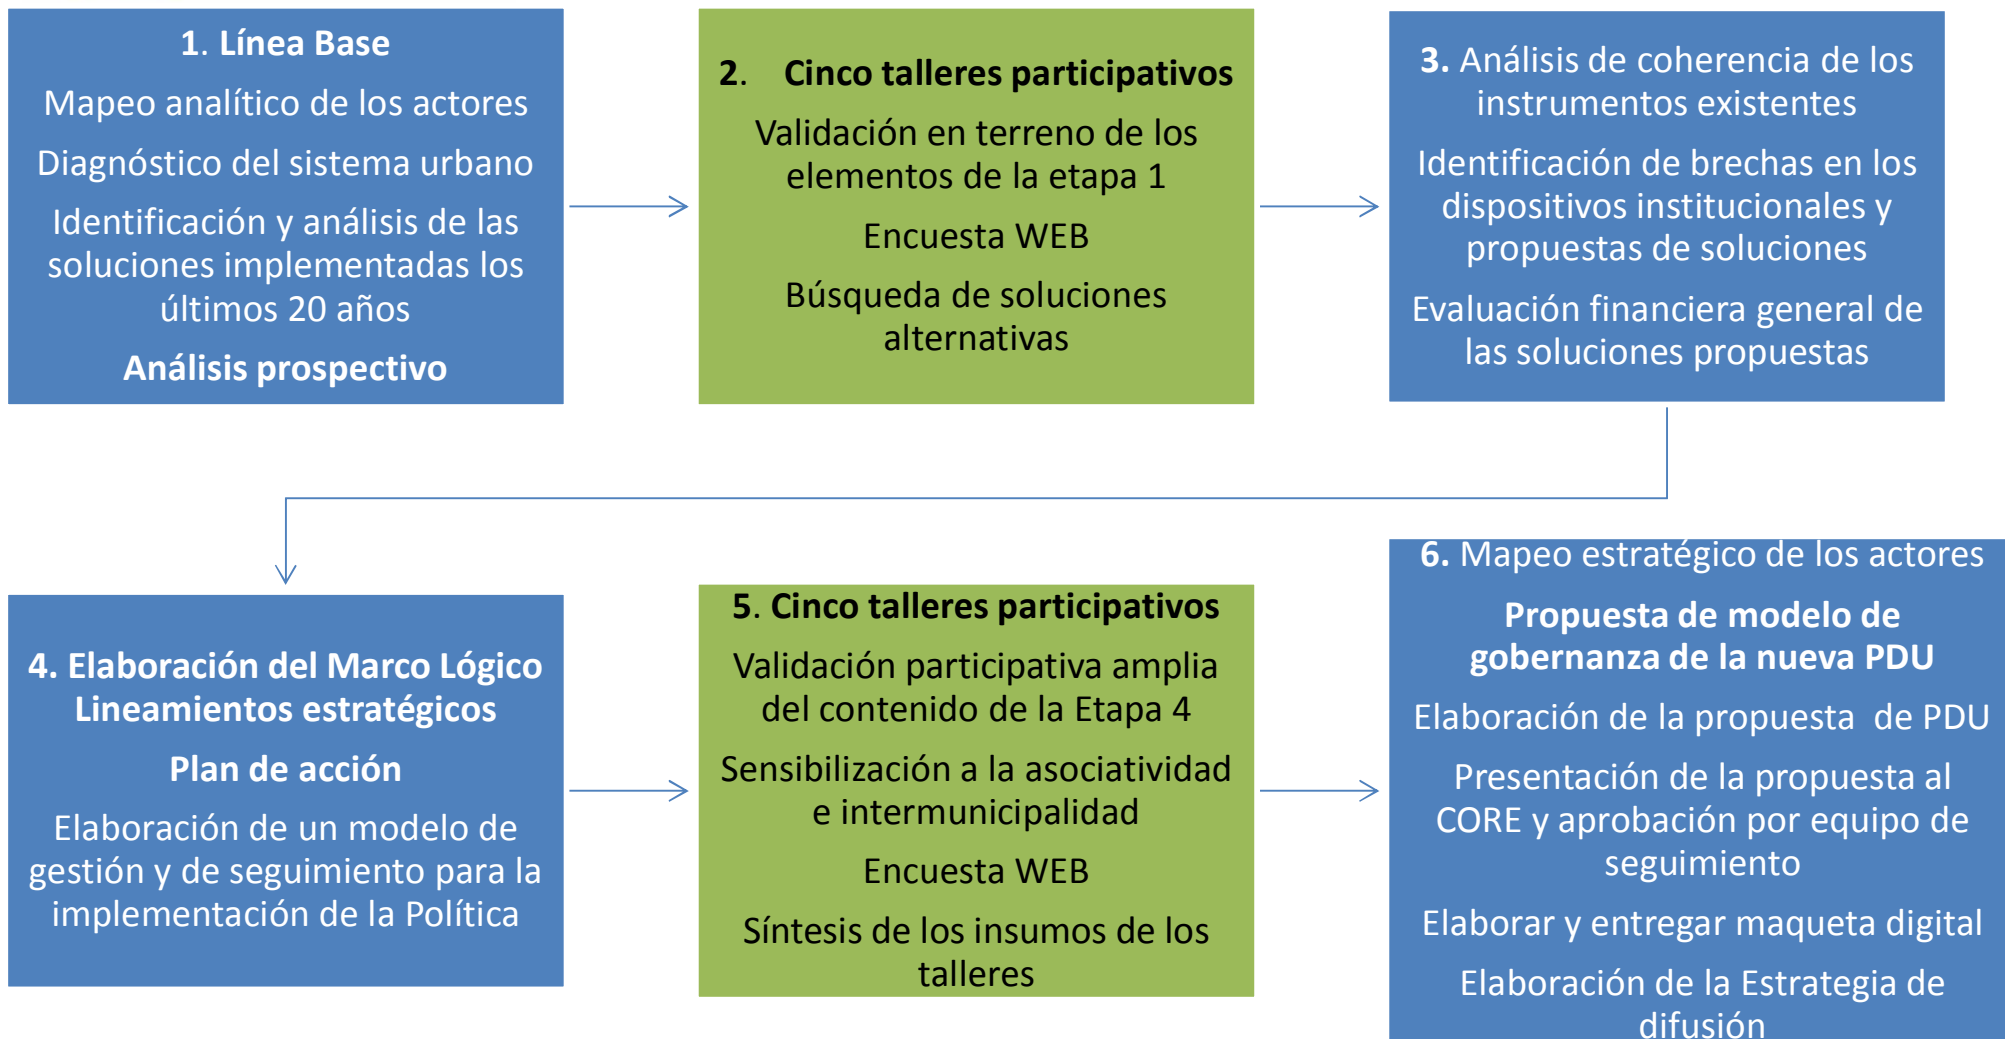 1. Línea Base
Mapeo analítico de los actores
Diagnóstico del sistema urbano
Identificación y análisis de las
soluciones implementadas los
últimos 20 años
Análisis prospectivo
2. Cinco talleres participativos
Validación en terreno de los
elementos de la etapa 1
Encuesta WEB
Búsqueda de soluciones
alternativas
3. Análisis de coherencia de los
instrumentos existentes
Identificación de brechas en los
dispositivos institucionales y
propuestas de soluciones
Evaluación financiera general de
las soluciones propuestas
4. Elaboración del Marco Lógico
Lineamientos estratégicos
Plan de acción
Elaboración de un modelo de
gestión y de seguimiento para la
implementación de la Política
5. Cinco talleres participativos
Validación participativa amplia
del contenido de la Etapa 4
Sensibilización a la asociatividad
e intermunicipalidad
Encuesta WEB
Síntesis de los insumos de los
talleres
6. Mapeo estratégico de los actores
Propuesta de modelo de
gobernanza de la nueva PDU
Elaboración de la propuesta de PDU
Presentación de la propuesta al
CORE y aprobación por equipo de
seguimiento
Elaborar y entregar maqueta digital
Elaboración de la Estrategia de
difusión